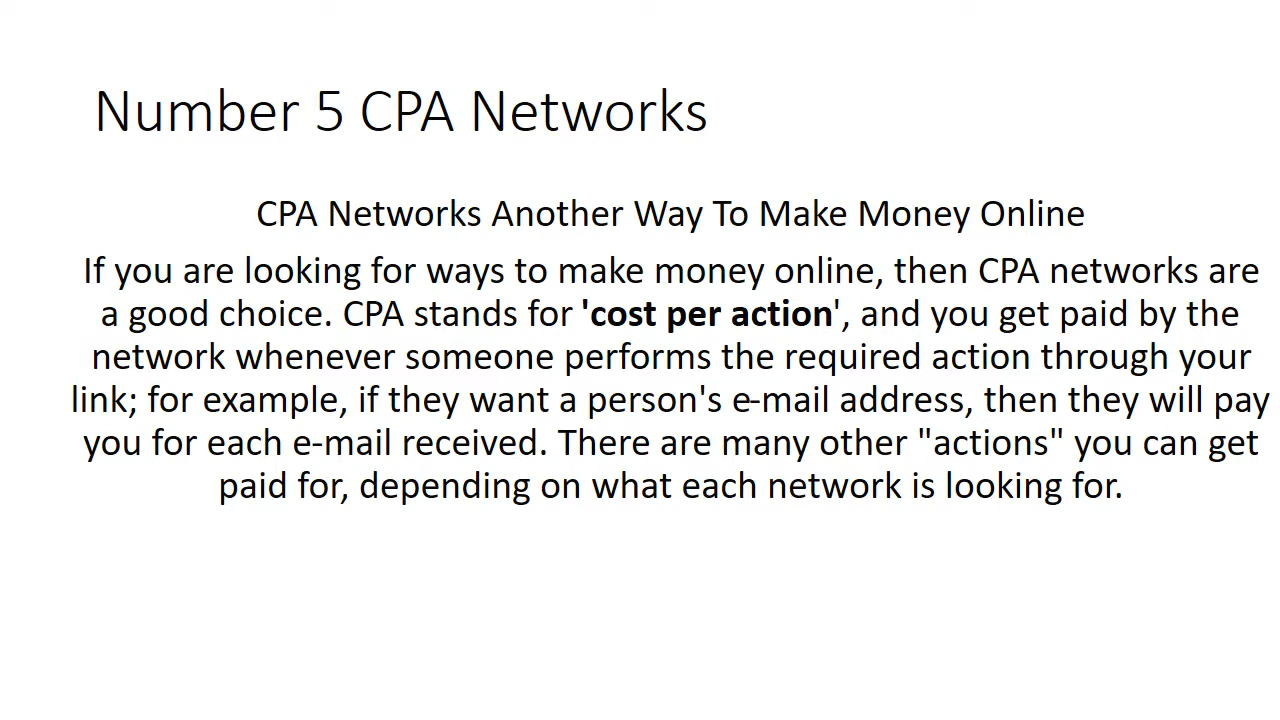 Number 5 CPA Networks
CPA Networks Another Way To Make Money Online
If you are looking for ways to make money online, then CPA networks are
a good choice. CPA stands for 'cost per action', and you get paid by the
network whenever someone performs the required action through your
link; for example, if they want a person's e-mail address, then they will pay
you for each e-mail received. There are many other "actions" you can get
paid for, depending on what each network is looking for.